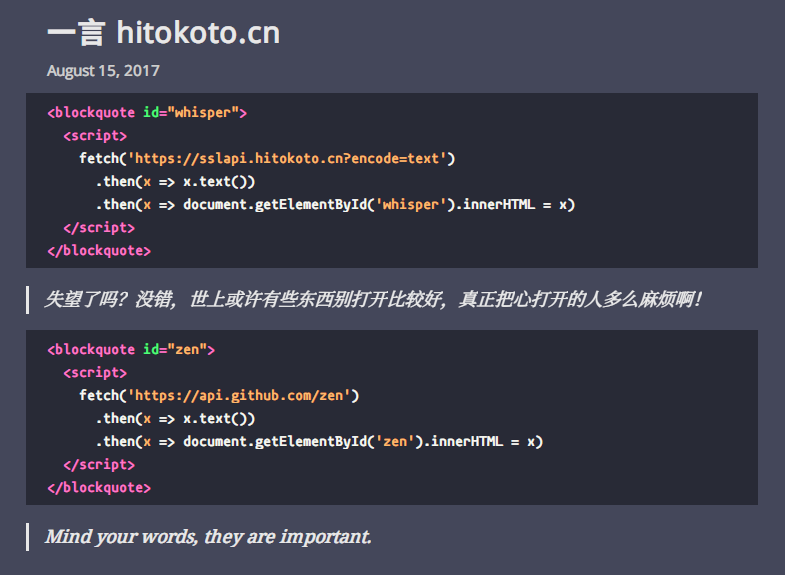 一言 hitokoto.cn
August 15, 2017
<blockquote id="whisper">
  <script>
    fetch('https://sslapi.hitokoto.cn?encode=text')
      .then(x => x.text())
      .then(x => document.getElementById('whisper').innerHTML = x)
  </script>
</blockquote>
失望了吗？没错，世上或许有些东西别打开比较好，真正把心打开的人多么麻烦啊！
<blockquote id="zen">
  <script>
    fetch('https://api.github.com/zen')
      .then(x => x.text())
      .then(x => document.getElementById('zen').innerHTML = x)
  </script>
</blockquote>
Mind your words, they are important.